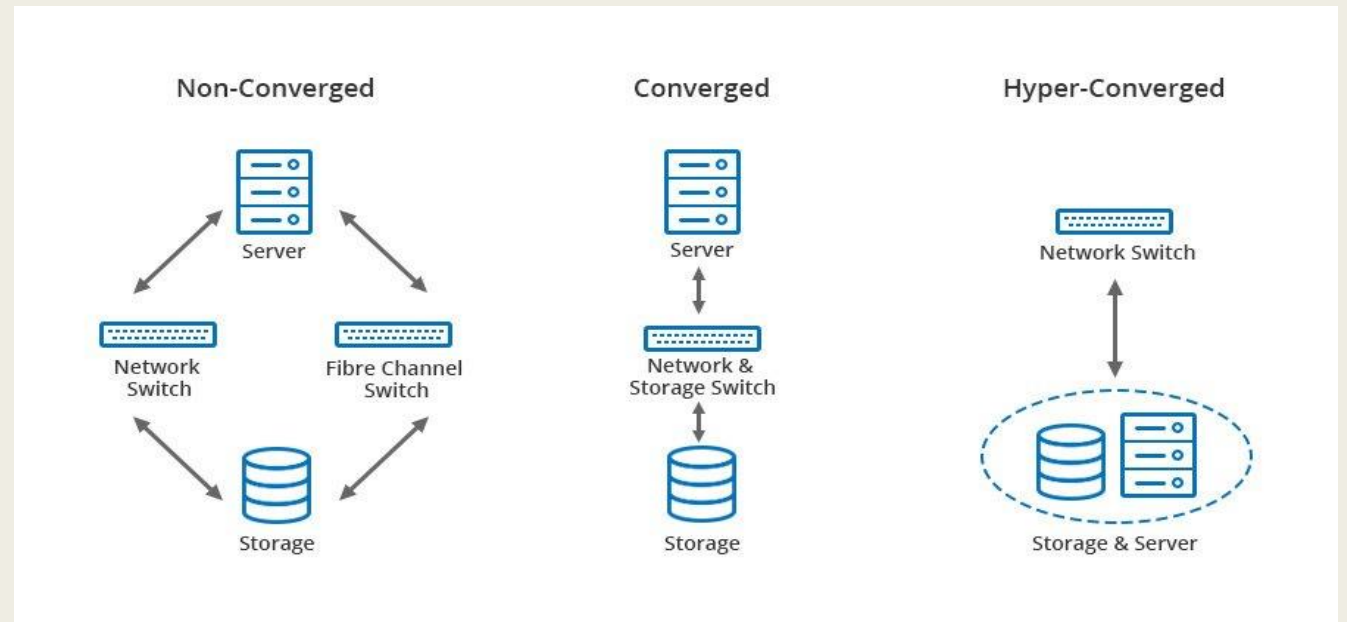 Non-Converged
Server
Network
Switch
Fibre Channel
Switch
Storage
Converged
Server
Network &
Storage Switch
Storage
Hyper-Converged
Network Switch
Storage & Server